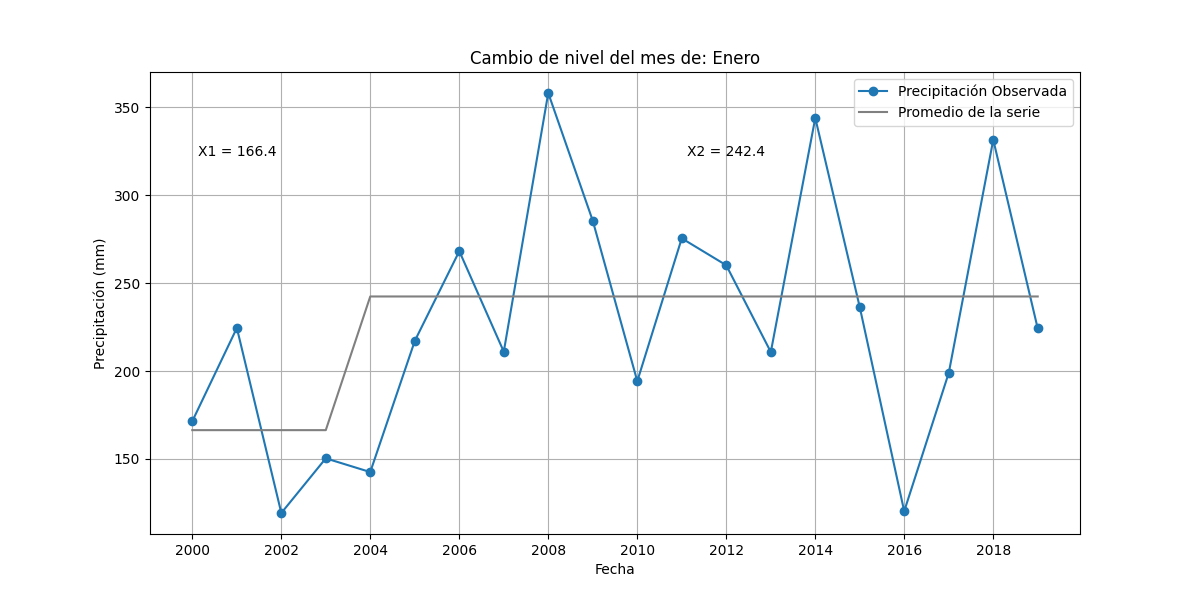 Cambio de nivel del mes de: Enero
Precipitación Observada
Promedio de la serie
X1 = 166.4
X2 = 242.4
Precipitación (mm)
350
300
250
200
150
2000 2002 2004 2006 2008 2010 2012 2014 2016 2018
Fecha